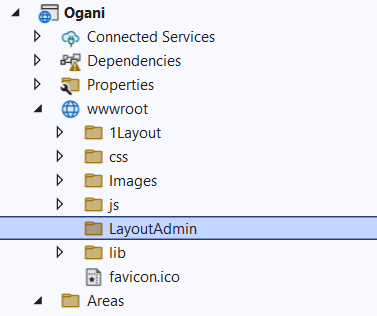 Ogani
Connected Services
Dependencies
Properties
wwwroot
1Layout
css
Images
js
LayoutAdmin
lib
favicon.ico
Areas